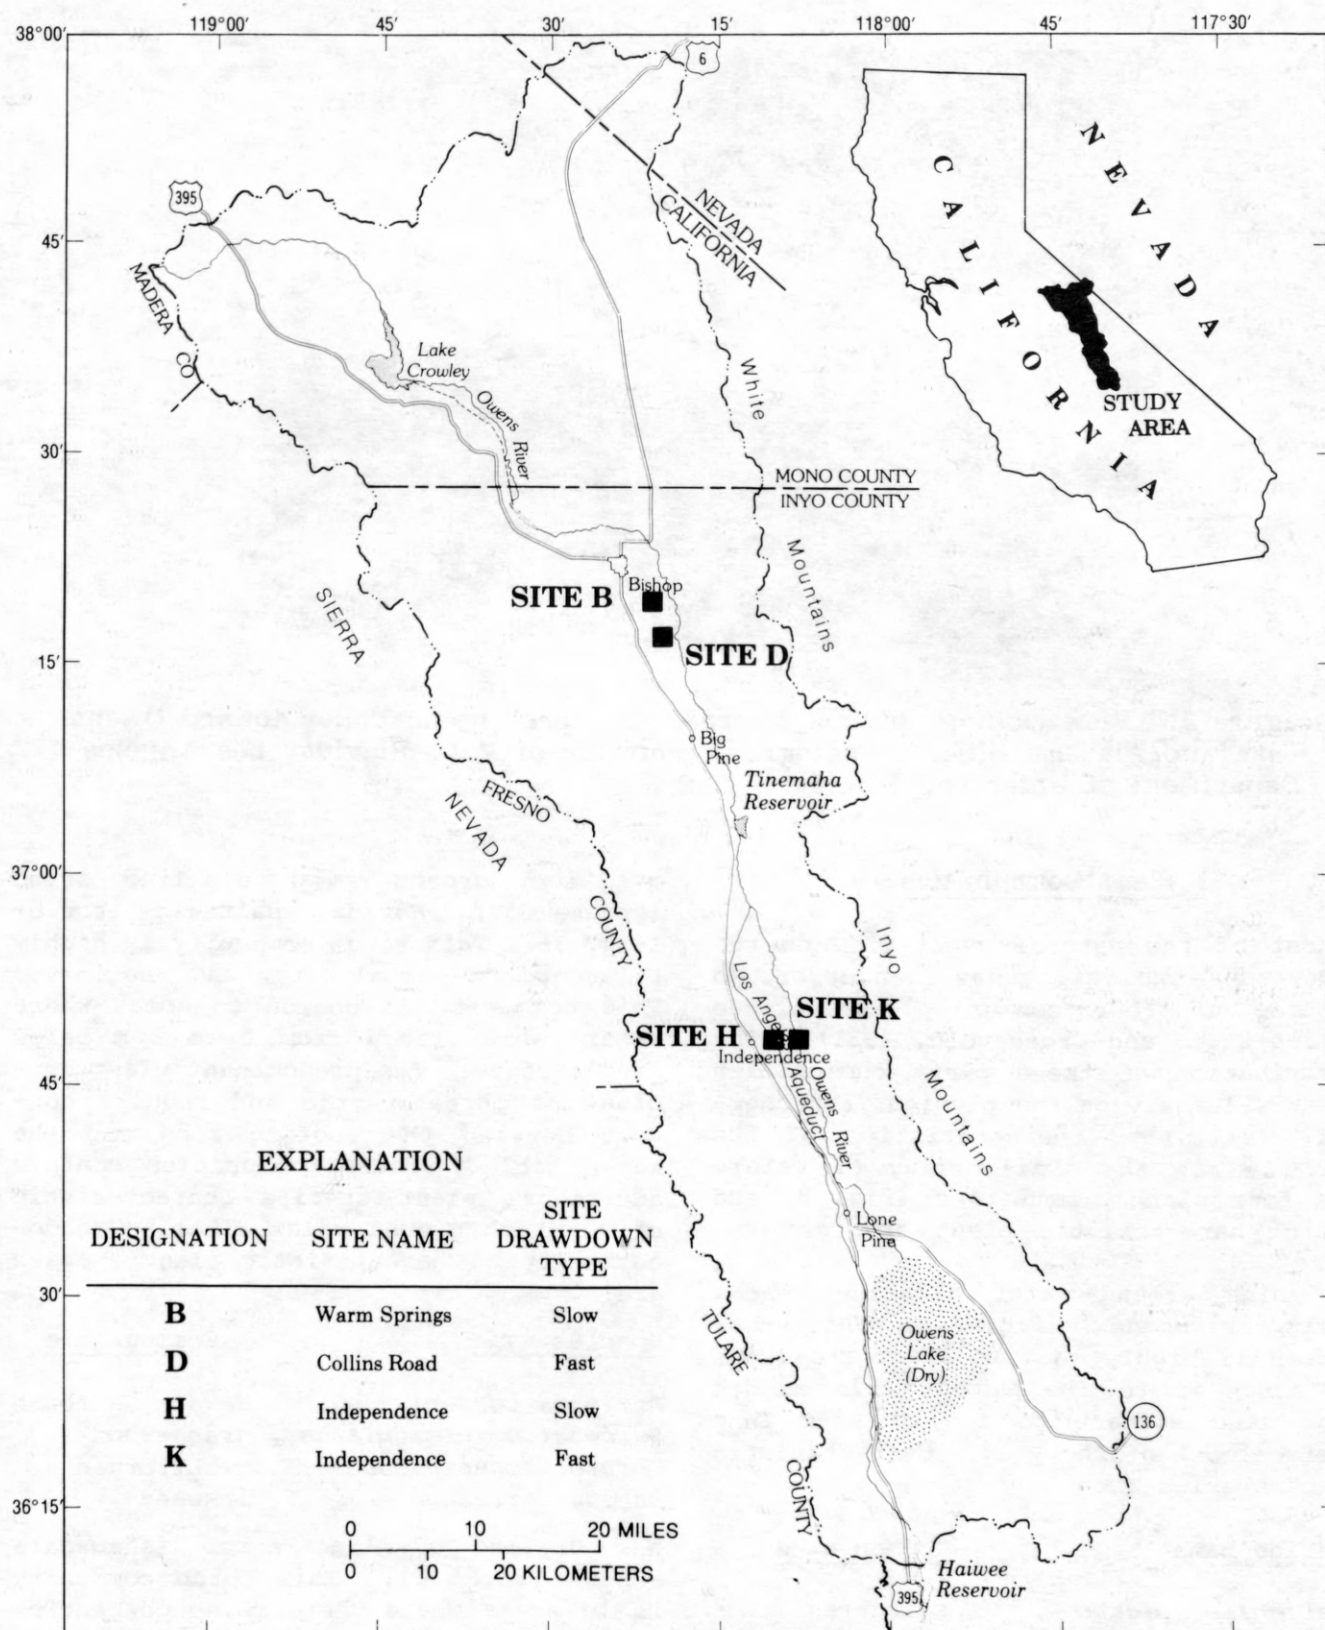 119°00′ 45′ 30′ 15′ 118°00′ 45′ 117°30′
38°00′
6
395
NEVADA
CALIFORNIA
NEVADA
CALIFORNIA
STUDY
AREA
45′
MADERA CO
Lake
Crowley
Owens River
White
30′
MONO COUNTY
INYO COUNTY
Mountains
Bishop
SITE B
SIERRA
15′
SITE D
Big
Pine
Tinemaha
Reservoir
FRESNO
NEVADA
37°00′
COUNTY
Inyo
Los Angeles
SITE K
SITE H
Independence
Aqueduct
Owens River
Mountains
45′
EXPLANATION
DESIGNATION SITE NAME SITE DRAWDOWN TYPE
B Warm Springs Slow
D Collins Road Fast
H Independence Slow
K Independence Fast
Lone
Pine
30′
TULARE
Owens
Lake
(Dry)
136
COUNTY
36°15′
0 10 20 MILES
0 10 20 KILOMETERS
Haiwee
Reservoir
395